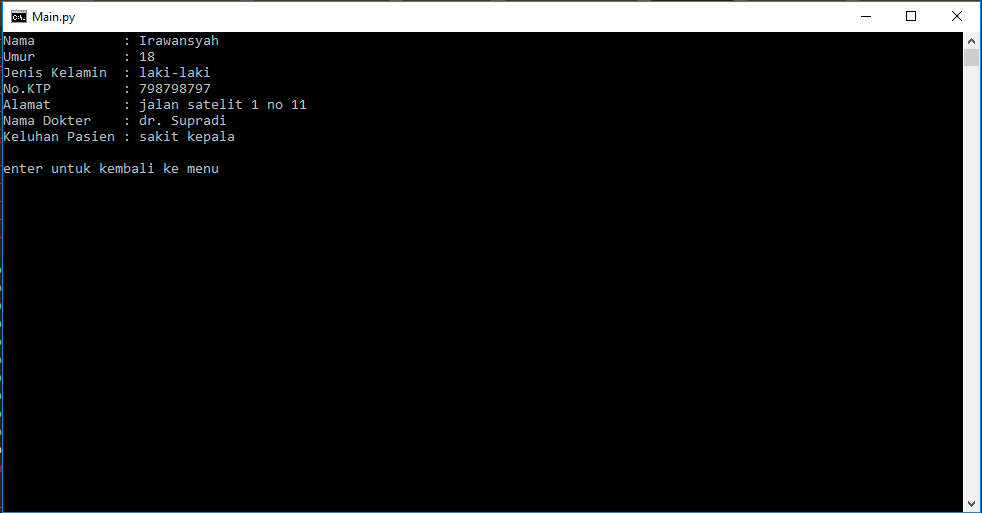 Main.py
Nama           : Irawansyah
Umur           : 18
Jenis Kelamin  : laki-laki
No.KTP         : 798798797
Alamat         : jalan satelit 1 no 11
Nama Dokter    : dr. Supradi
Keluhan Pasien : sakit kepala
enter untuk kembali ke menu